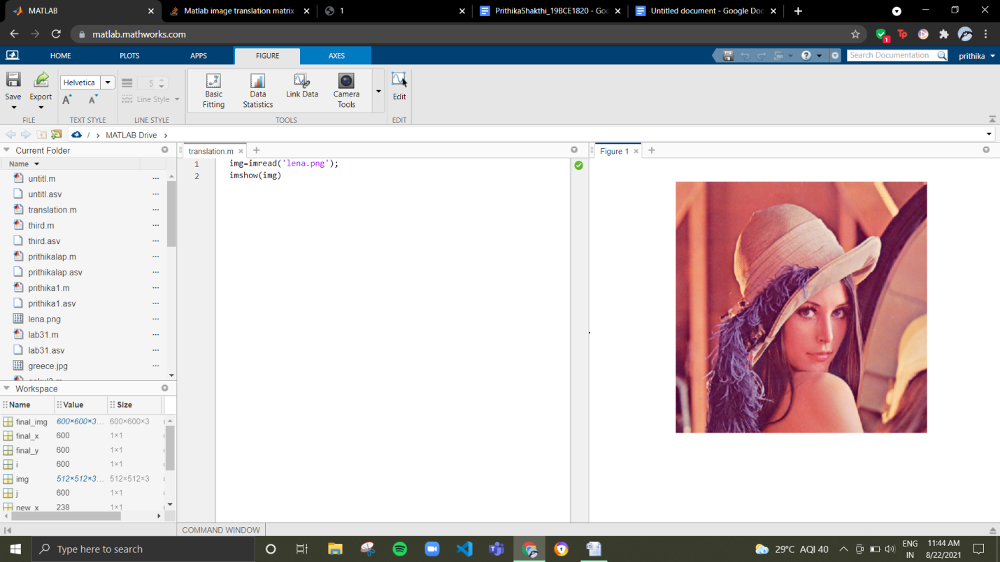 MATLAB
Matlab image translation matrix
1
PrithikaShakthi_19BCE1820 - Goo
Untitled document - Google Doc
matlab.mathworks.com
1
HOME PLOTS APPS FIGURE AXES
Search Documentation
prithika
Helvetica
5
Save
Export
Line Style
Basic Fitting
Data Statistics
Link Data
Camera Tools
Edit
FILE TEXT STYLE LINE STYLE TOOLS EDIT
/ › MATLAB Drive ›
Current Folder
Name
untitl.m
untitl.asv
translation.m
third.m
third.asv
prithikalap.m
prithikalap.asv
prithika1.m
prithika1.asv
lena.png
lab31.m
lab31.asv
greece.jpg
translation.m
1 img=imread('lena.png');
2 imshow(img)
Figure 1
Workspace
Name Value Size
final_img 600×600×3... 600×600×3
final_x 600 1×1
final_y 600 1×1
i 600 1×1
img 512×512×3... 512×512×3
j 600 1×1
new_x 238 1×1
COMMAND WINDOW
Type here to search
29°C AQI 40
ENG
IN
11:44 AM
8/22/2021